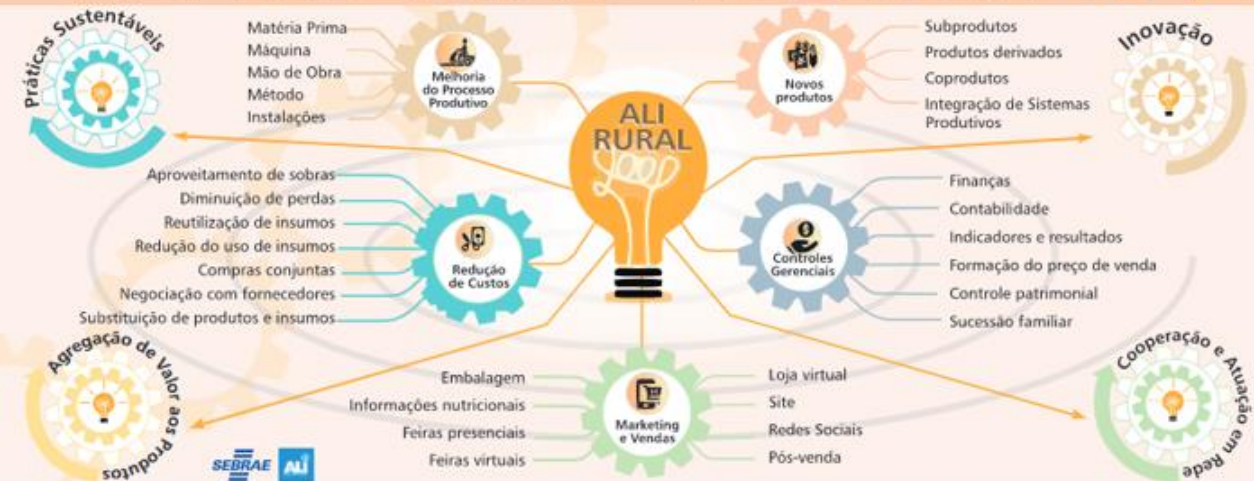 Práticas Sustentáveis
Matéria Prima
Máquina
Mão de Obra
Método
Instalações
Melhoria
do Processo
Produtivo
ALI
RURAL
Novos
produtos
Subprodutos
Produtos derivados
Coprodutos
Integração de Sistemas
Produtivos
Inovação
Aproveitamento de sobras
Diminuição de perdas
Reutilização de insumos
Redução do uso de insumos
Compras conjuntas
Negociação com fornecedores
Substituição de produtos e insumos
Redução
de Custos
Controles
Gerenciais
Finanças
Contabilidade
Indicadores e resultados
Formação do preço de venda
Controle patrimonial
Sucessão familiar
Agregação de Valor aos Produtos
Embalagem
Informações nutricionais
Feiras presenciais
Feiras virtuais
Marketing
e Vendas
Loja virtual
Site
Redes Sociais
Pós-venda
Cooperação e Atuação em Rede
SEBRAE
ALI